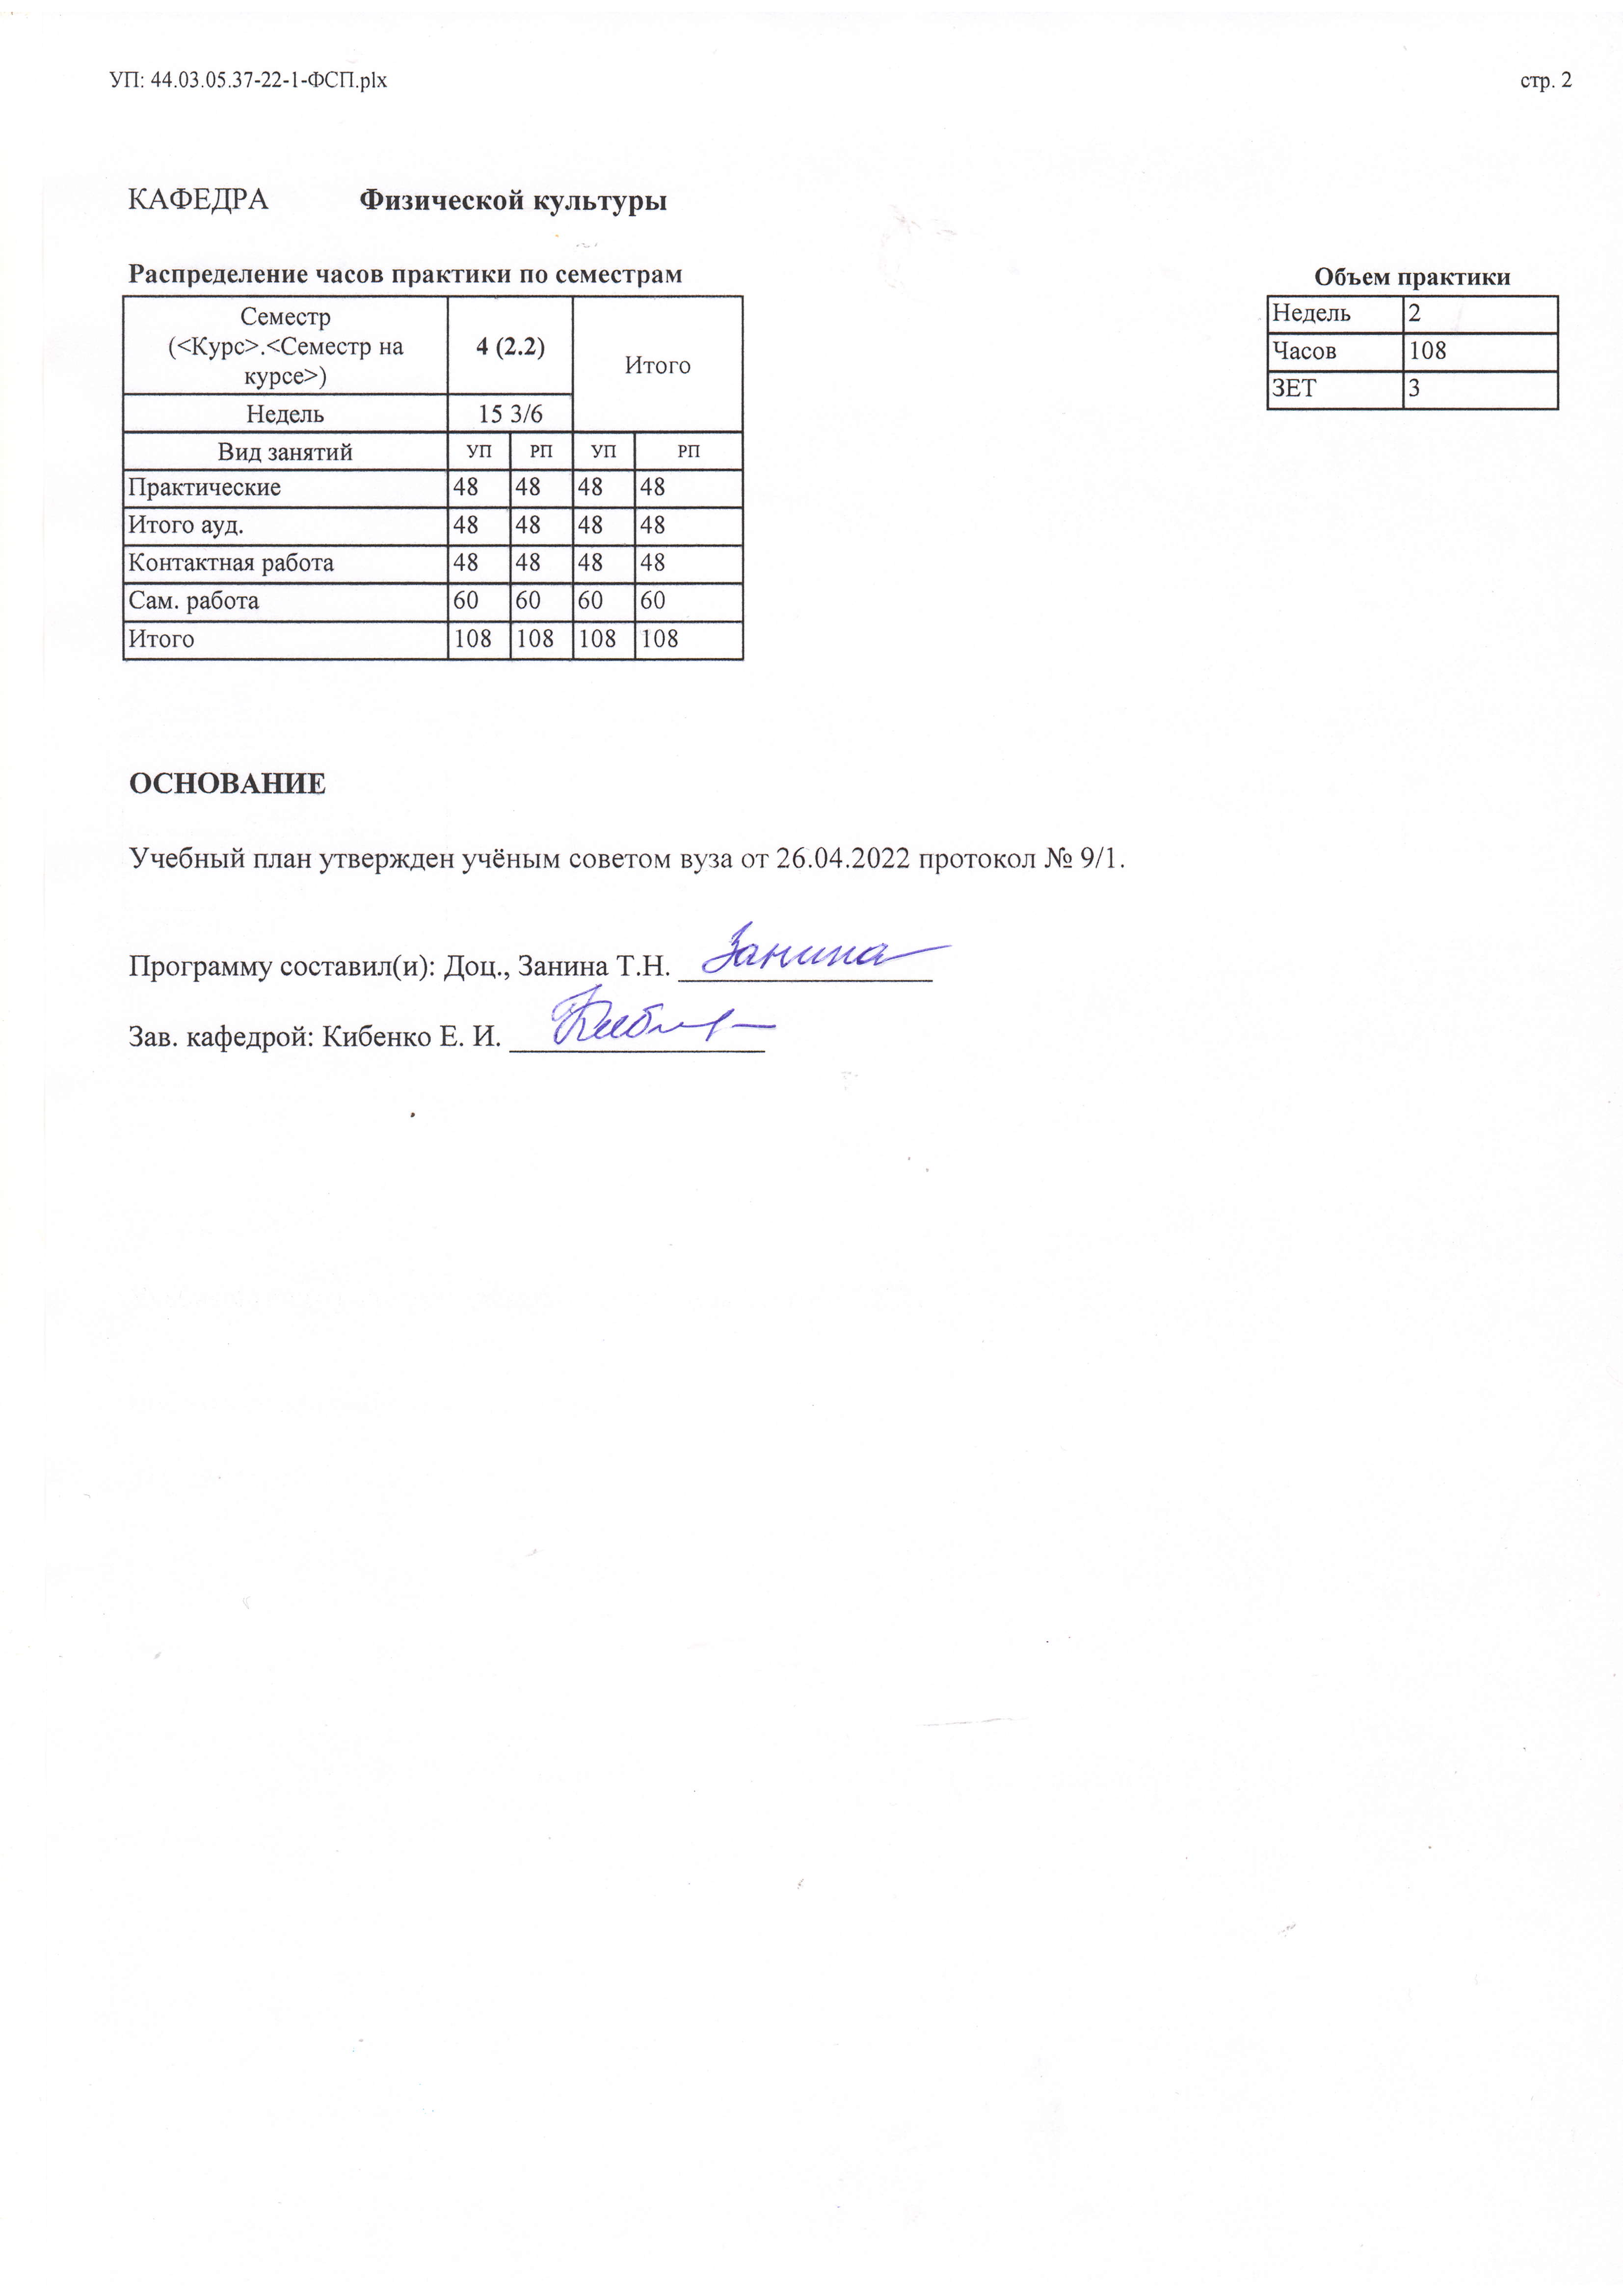 УП: 44.03.05.37-22-1-ФСП.plx
стр. 2
КАФЕДРА Физической культуры
Распределение часов практики по семестрам
Семестр
(<Курс>.<Семестр на
курсе>)
4 (2.2)
Итого
Недель 15 3/6
Вид занятий УП РП УП РП
Практические 48 48 48 48
Итого ауд. 48 48 48 48
Контактная работа 48 48 48 48
Сам. работа 60 60 60 60
Итого 108 108 108 108
Объем практики
Недель 2
Часов 108
ЗЕТ 3
ОСНОВАНИЕ
Учебный план утвержден учёным советом вуза от 26.04.2022 протокол № 9/1.
Программу составил(и): Доц., Занина Т.Н. Занина
Зав. кафедрой: Кибенко Е. И.